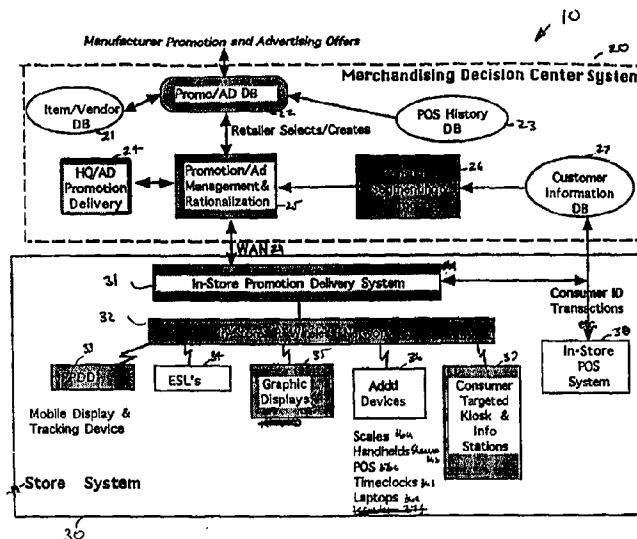 10
Manufacturer Promotion and Advertising Offers
20
Merchandising Decision Center System
Promo/AD DB
22
Item/Vendor
DB
21
Retailer Selects/Creates
POS History
DB
23
24
HQ/AD
Promotion
Delivery
Promotion/Ad
Management &
Rationalization
25
26
27
Customer
Information
DB
WAN 29
31
In-Store Promotion Delivery System
32
Consumer ID
Transactions
etc.
38
In-Store
POS
System
33
PDDT
Mobile Display &
Tracking Device
34
ESL's
35
Graphic
Displays
36
Addtl
Devices
37
Consumer
Targeted
Kiosk &
Info
Stations
Scales
Handhelds
POS
Timeclocks
Laptops
Store System
30